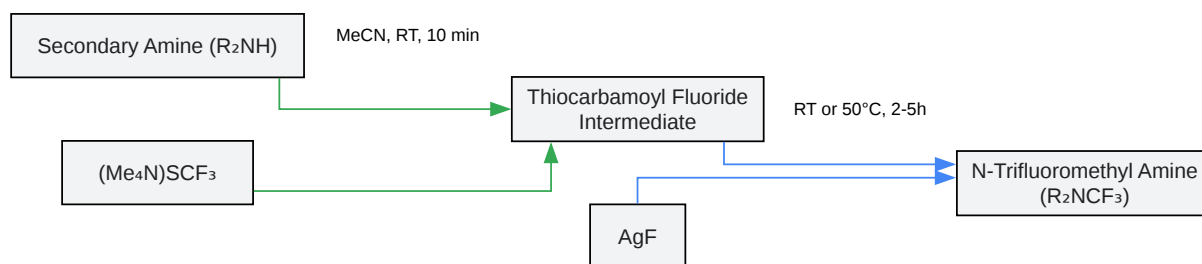 Secondary Amine (R₂NH)
MeCN, RT, 10 min
Thiocarbamoyl Fluoride
Intermediate
RT or 50°C, 2-5h
(Me₄N)SCF₃
N-Trifluoromethyl Amine
(R₂NCF₃)
AgF